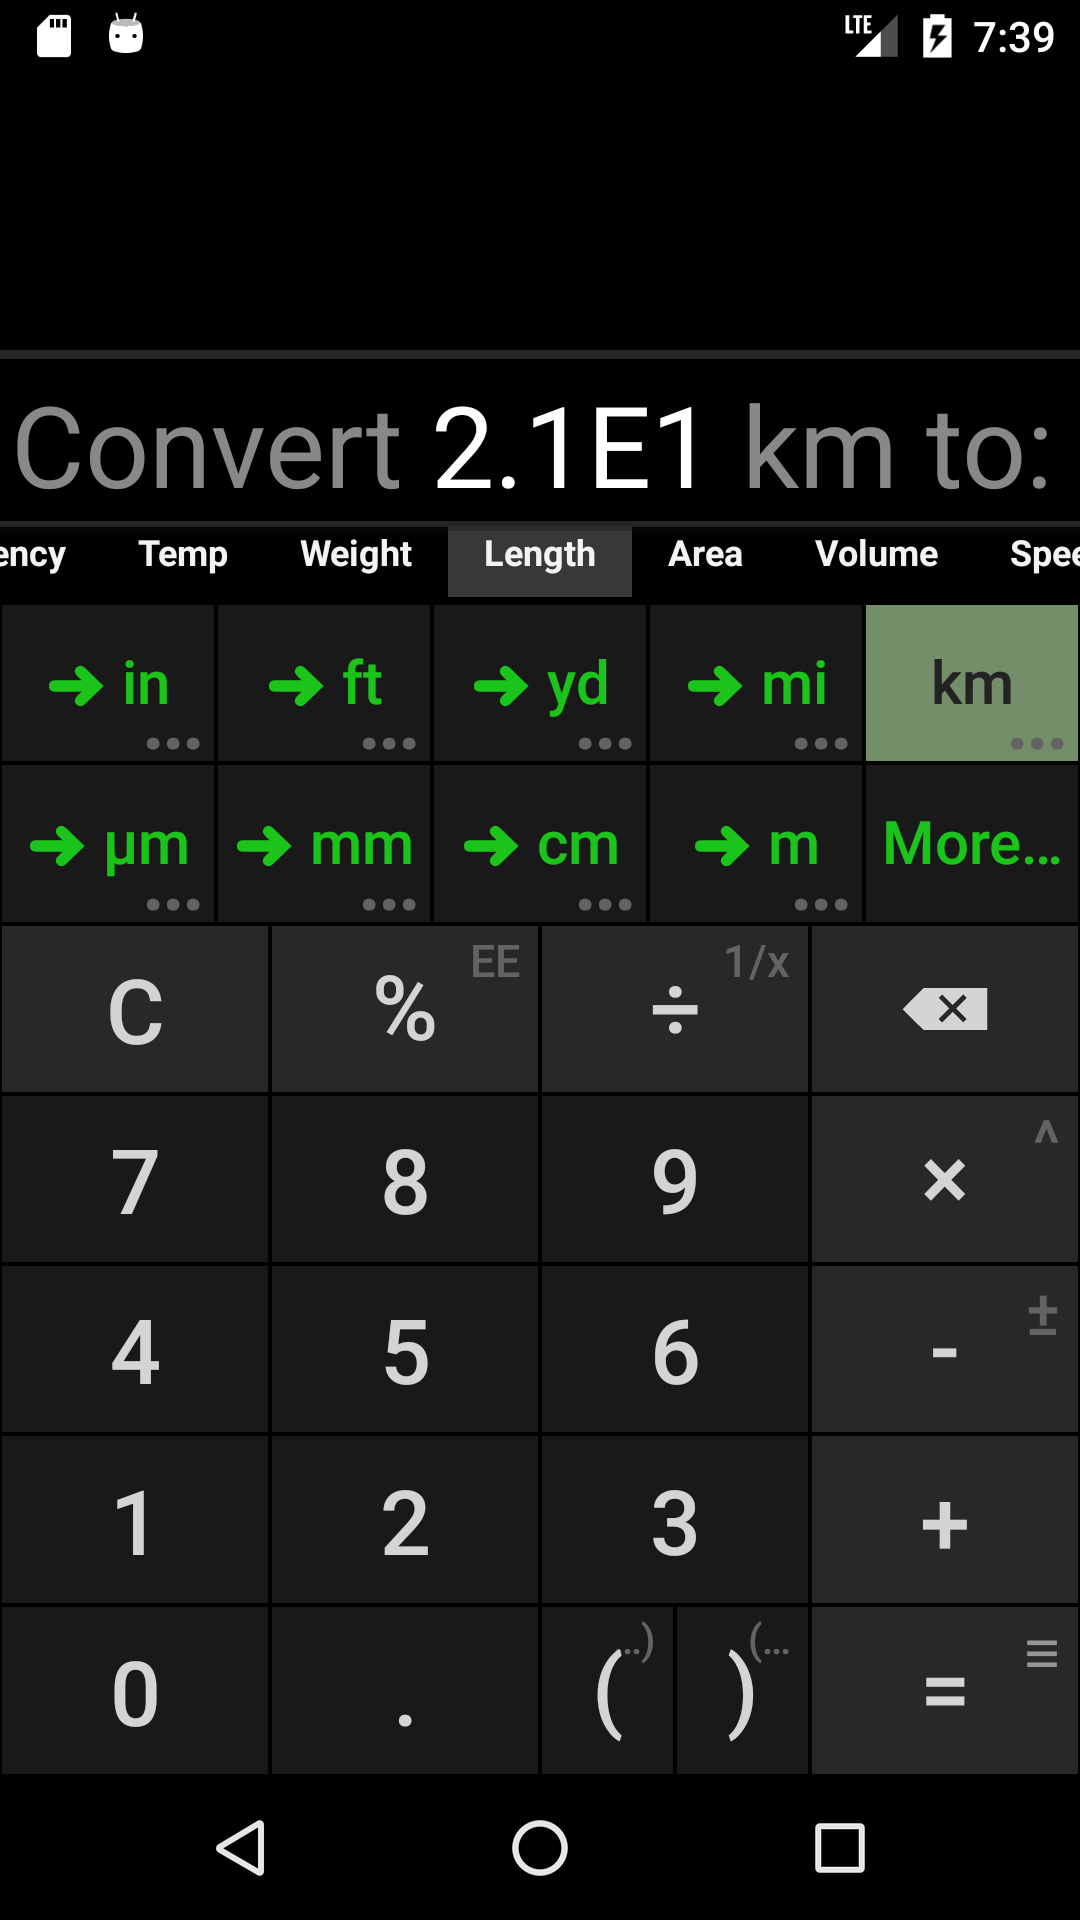 LTE 7:39
Convert 2.1E1 km to:
ency Temp Weight Length Area Volume Spee
in ft yd mi km
µm mm cm m More...
C % EE ÷ 1/x
7 8 9 × ^
4 5 6 - ±
1 2 3 +
0 . ( ..) ) (... =